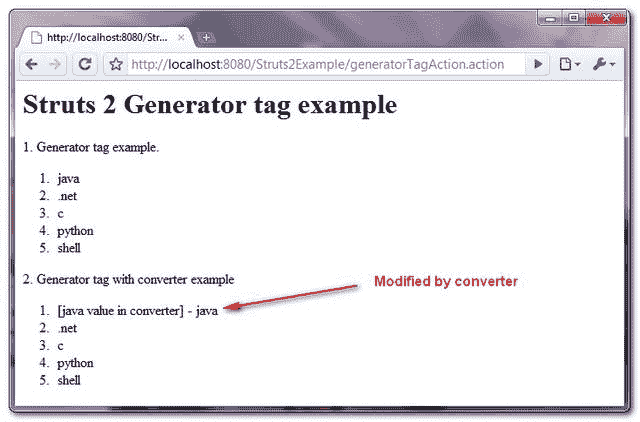 http://localhost:8080/Str...
http://localhost:8080/Struts2Example/generatorTagAction.action
Struts 2 Generator tag example
1. Generator tag example.
1. java
2. .net
3. c
4. python
5. shell
2. Generator tag with converter example
Modified by converter
1. [java value in converter] - java
2. .net
3. c
4. python
5. shell